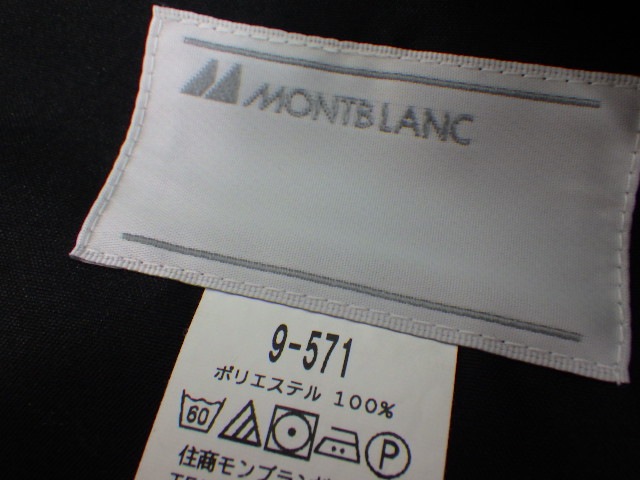 MONTBLANC
9-571
ポリエステル 100%
60 P
住商モンブラン